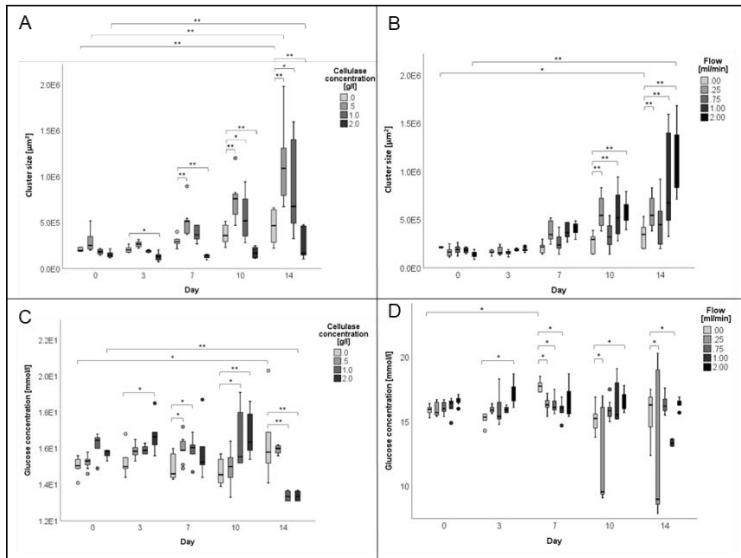 A
**
**
**
**
*
**
**
*
**
**
**
**
*
Cellulase
concentration
[g/l]
.0
.5
1.0
2.0
2.0E6
1.5E6
1.0E6
5.0E5
0.0E0
Cluster size [µm²]
0
3
7
10
14
Day
B
**
*
**
**
**
**
**
**
Flow
[ml/min]
.00
.25
.75
1.00
2.00
2.0E6
1.5E6
1.0E6
5.0E5
0.0E0
Cluster size [µm²]
0
3
7
10
14
Day
C
**
*
*
*
*
**
*
**
**
Cellulase
concentration
[g/l]
.0
.5
1.0
2.0
2.0E1
1.8E1
1.6E1
1.4E1
1.2E1
Glucose concentration [mmol/l]
0
3
7
10
14
Day
D
*
*
*
*
*
*
*
*
*
Flow
[ml/min]
.00
.25
.75
1.00
2.00
20
15
10
Glucose concentration [mmol/l]
0
3
7
10
14
Day